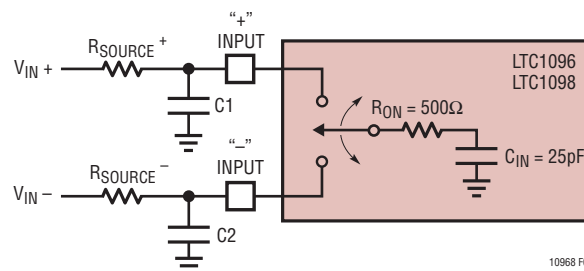 “+”
INPUT
RSOURCE +
VIN +
C1
LTC1096
LTC1098
RON = 500Ω
CIN = 25pF
“–”
INPUT
RSOURCE –
VIN –
C2